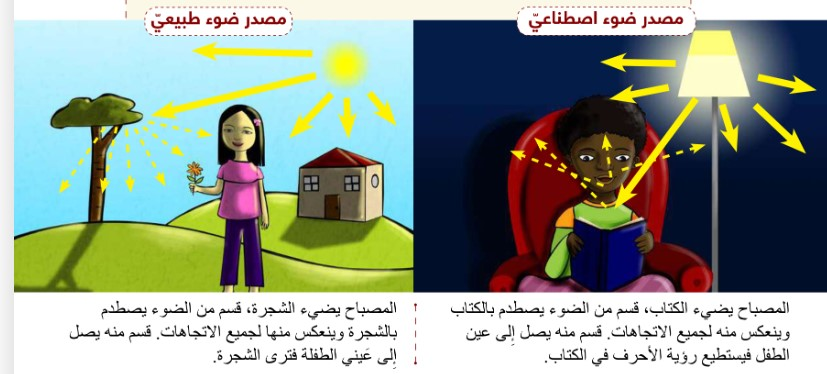 مصدر ضوء اصطناعيّ
مصدر ضوء طبيعيّ
المصباح يضيء الكتاب، قسم من الضوء يصطدم بالكتاب
وينعكس منه لجميع الاتجاهات. قسم منه يصل إلى عين
الطفل فيستطيع رؤية الأحرف في الكتاب.
المصباح يضيء الشجرة، قسم من الضوء يصطدم
بالشجرة وينعكس منها لجميع الاتجاهات. قسم منه يصل
إلى عَيني الطفلة فترى الشجرة.